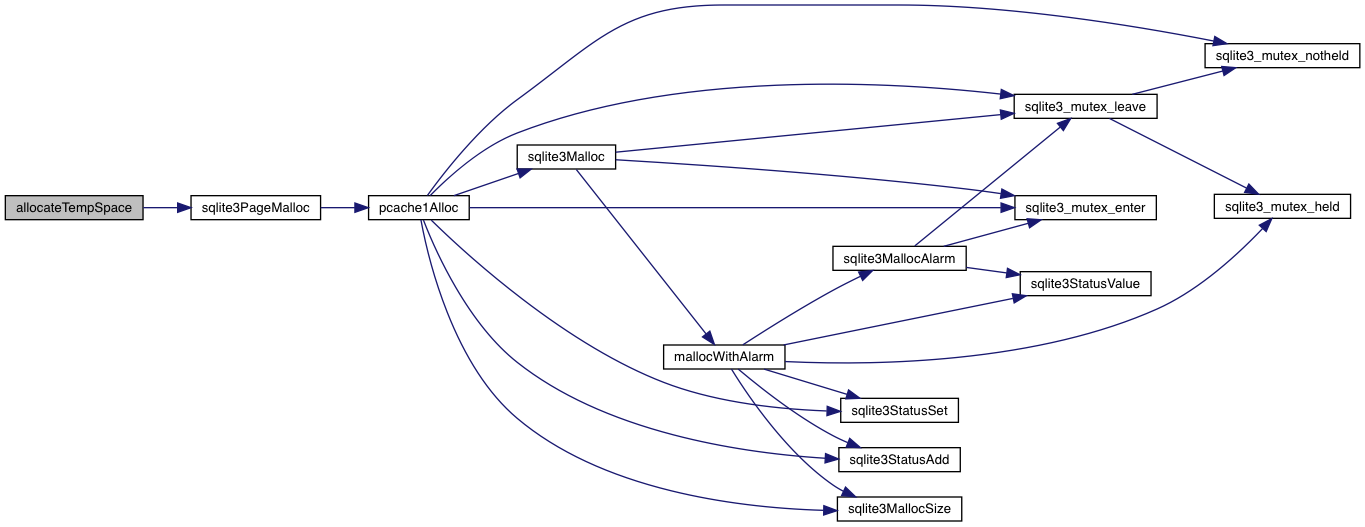 allocateTempSpace
sqlite3PageMalloc
pcache1Alloc
sqlite3Malloc
mallocWithAlarm
sqlite3MallocAlarm
sqlite3StatusSet
sqlite3StatusAdd
sqlite3MallocSize
sqlite3_mutex_leave
sqlite3_mutex_enter
sqlite3StatusValue
sqlite3_mutex_notheld
sqlite3_mutex_held